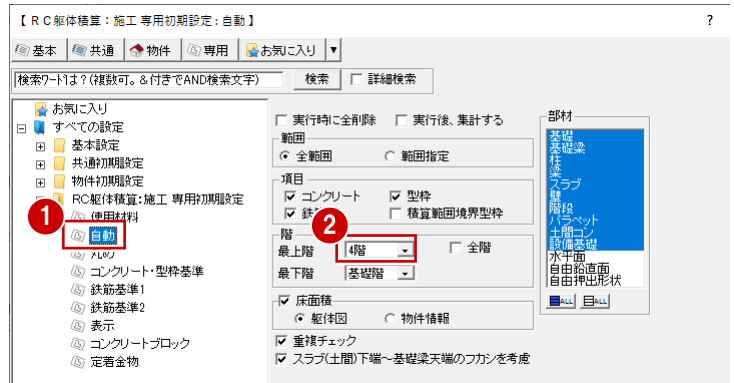 【 ＲＣ躯体積算：施工 専用初期設定：自動 】
?
基本 共通 物件 専用 お気に入り ▼
検索ワードは？(複数可。＆付きでAND検索文字) 検索 詳細検索
お気に入り
すべての設定
基本設定
共通初期設定
物件初期設定
RC躯体積算:施工 専用初期設定
使用材料
自動
丸め
コンクリート・型枠基準
鉄筋基準1
鉄筋基準2
表示
コンクリートブロック
定着金物
1
実行時に全削除 実行後、集計する
範囲
全範囲 範囲指定
項目
コンクリート 型枠
積算範囲境界型枠
2
階
最上階 4階 全階
最下階 基礎階
床面積
躯体図 物件情報
重複チェック
スラブ(土間)下端～基礎梁天端のフカシを考慮
部材
基礎
基礎梁
柱
梁
スラブ
壁
階段
パラペット
土間コン
設備基礎
水平面
自由鉛直面
自由押出形状
ALL ALL